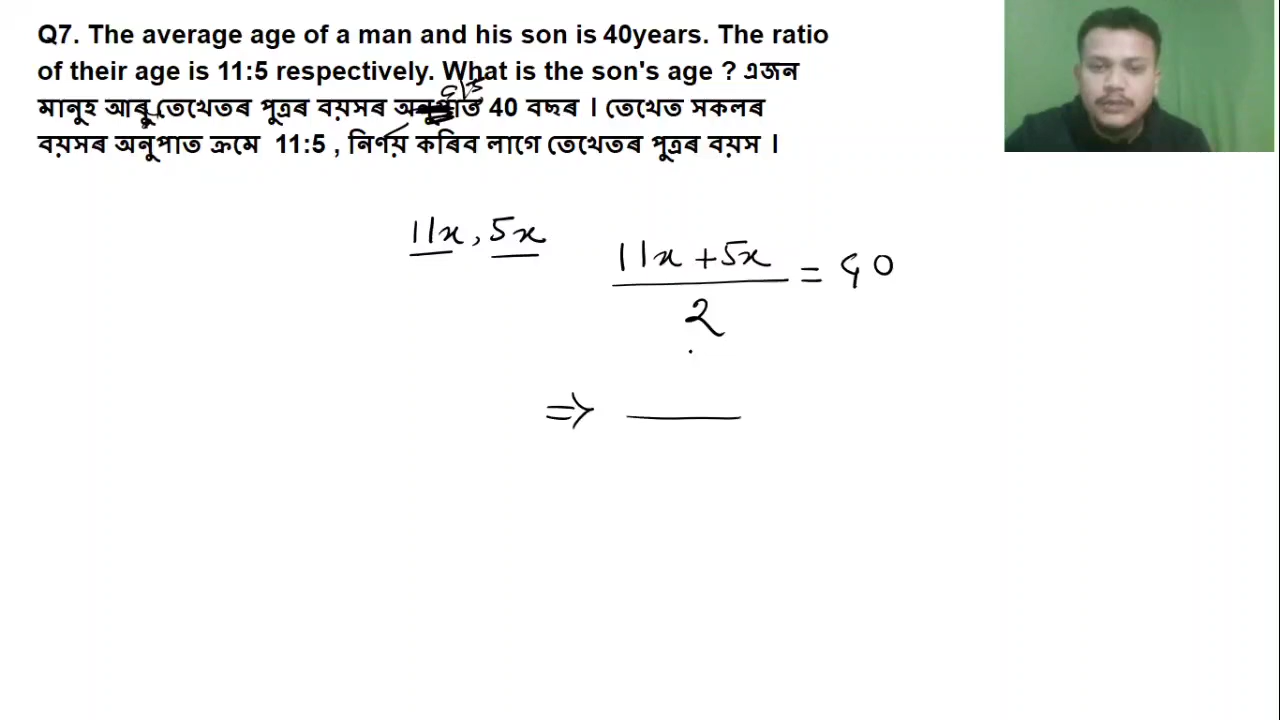 Q7. The average age of a man and his son is 40years. The ratio
of their age is 11:5 respectively. What is the son's age ? এজন
মানুহ আৰু তেখেতৰ পুত্ৰৰ বয়সৰ অনুপাত 40 বছৰ । তেখেত সকলৰ
বয়সৰ অনুপাত ক্ৰমে 11:5 , নিৰ্ণয় কৰিব লাগে তেখেতৰ পুত্ৰৰ বয়স ।
11x, 5x
11x + 5x
= 40
2
⇒